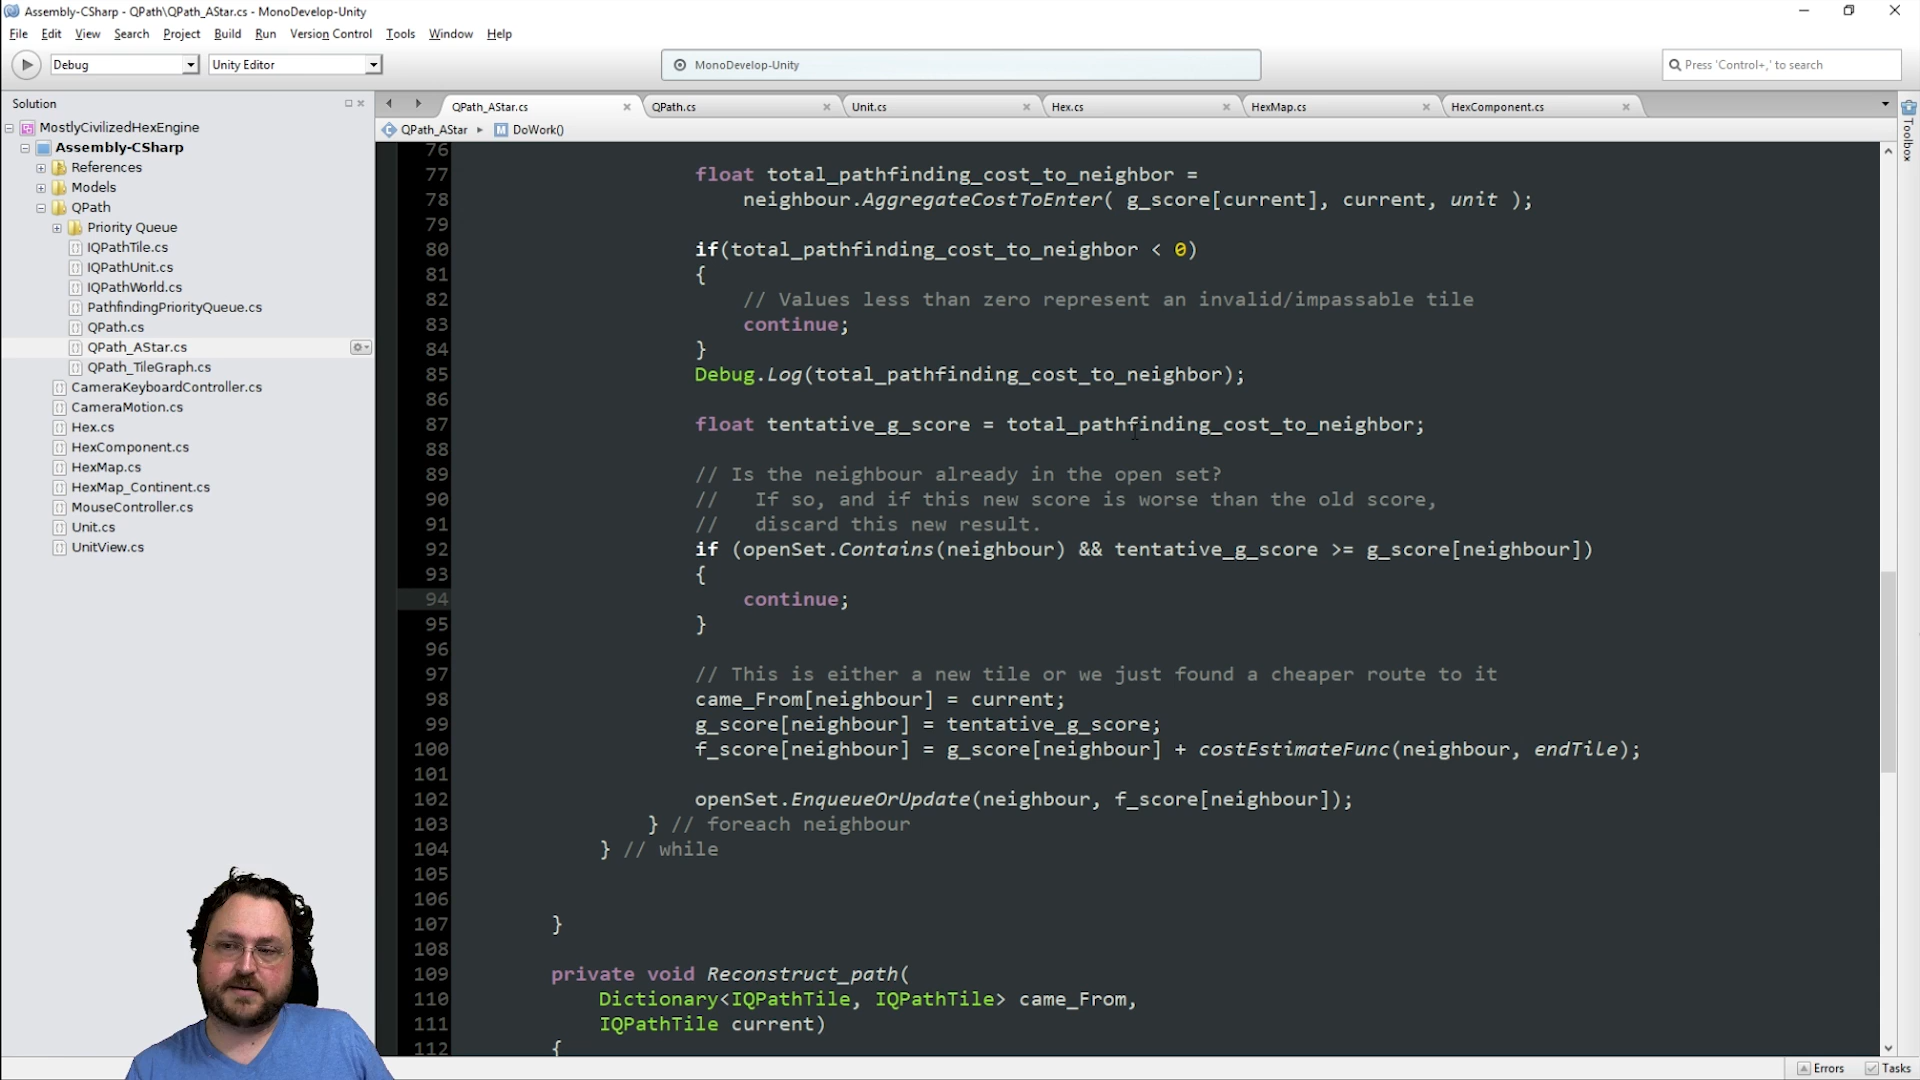 Assembly-CSharp - QPath\QPath_AStar.cs - MonoDevelop-Unity
File Edit View Search Project Build Run Version Control Tools Window Help
Debug Unity Editor MonoDevelop-Unity Press 'Control+,' to search
Solution
MostlyCivilizedHexEngine
Assembly-CSharp
References
Models
QPath
Priority Queue
IQPathTile.cs
IQPathUnit.cs
IQPathWorld.cs
PathfindingPriorityQueue.cs
QPath.cs
QPath_AStar.cs
QPath_TileGraph.cs
CameraKeyboardController.cs
CameraMotion.cs
Hex.cs
HexComponent.cs
HexMap.cs
HexMap_Continent.cs
MouseController.cs
Unit.cs
UnitView.cs
QPath_AStar.cs QPath.cs Unit.cs Hex.cs HexMap.cs HexComponent.cs
QPath_AStar DoWork()
76
77 float total_pathfinding_cost_to_neighbor =
78 neighbour.AggregateCostToEnter( g_score[current], current, unit );
79
80 if(total_pathfinding_cost_to_neighbor < 0)
81 {
82 // Values less than zero represent an invalid/impassable tile
83 continue;
84 }
85 Debug.Log(total_pathfinding_cost_to_neighbor);
86
87 float tentative_g_score = total_pathfinding_cost_to_neighbor;
88
89 // Is the neighbour already in the open set?
90 // If so, and if this new score is worse than the old score,
91 // discard this new result.
92 if (openSet.Contains(neighbour) && tentative_g_score >= g_score[neighbour])
93 {
94 continue;
95 }
96
97 // This is either a new tile or we just found a cheaper route to it
98 came_From[neighbour] = current;
99 g_score[neighbour] = tentative_g_score;
100 f_score[neighbour] = g_score[neighbour] + costEstimateFunc(neighbour, endTile);
101
102 openSet.EnqueueOrUpdate(neighbour, f_score[neighbour]);
103 } // foreach neighbour
104 } // while
105
106
107 }
108
109 private void Reconstruct_path(
110 Dictionary<IQPathTile, IQPathTile> came_From,
111 IQPathTile current)
112 {
Toolbox
Errors Tasks